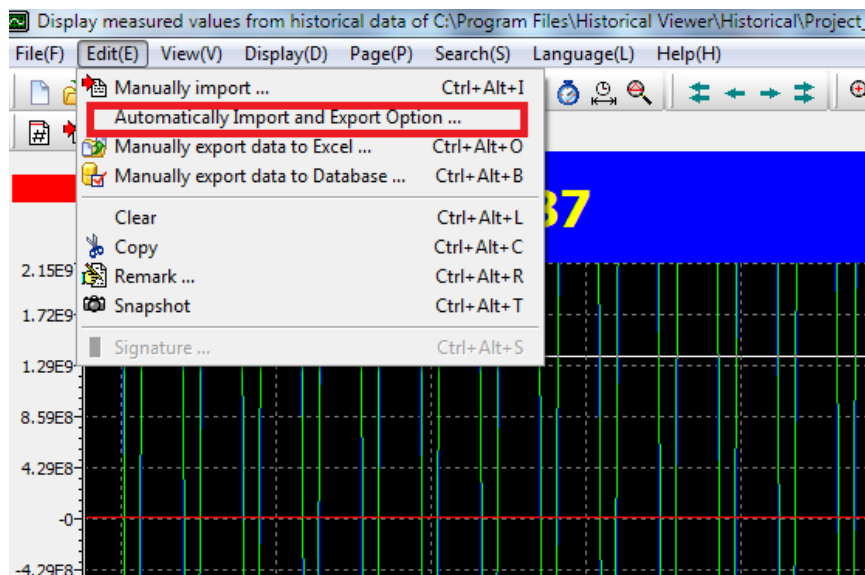 Display measured values from historical data of C:\Program Files\Historical Viewer\Historical\Project_
File(F) Edit(E) View(V) Display(D) Page(P) Search(S) Language(L) Help(H)
Manually import ... Ctrl+Alt+I
Automatically Import and Export Option ...
Manually export data to Excel ... Ctrl+Alt+O
Manually export data to Database ... Ctrl+Alt+B
Clear Ctrl+Alt+L
Copy Ctrl+Alt+C
Remark ... Ctrl+Alt+R
Snapshot Ctrl+Alt+T
Signature ... Ctrl+Alt+S
37
2.15E9
1.72E9
1.29E9
8.59E8
4.29E8
-0
-4.29E8